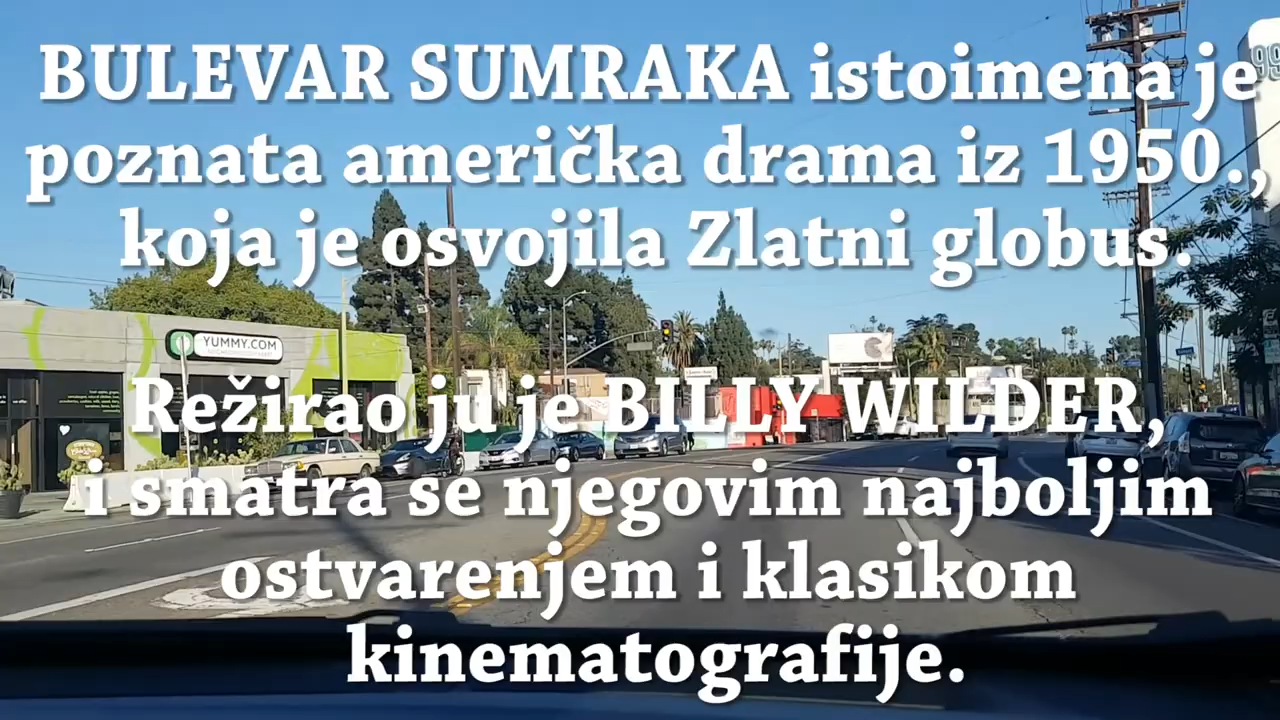 BULEVAR SUMRAKA istoimena je
poznata američka drama iz 1950.,
koja je osvojila Zlatni globus.
YUMMY.COM
Režirao ju je BILLY WILDER,
i smatra se njegovim najboljim
ostvarenjem i klasikom
kinematografije.